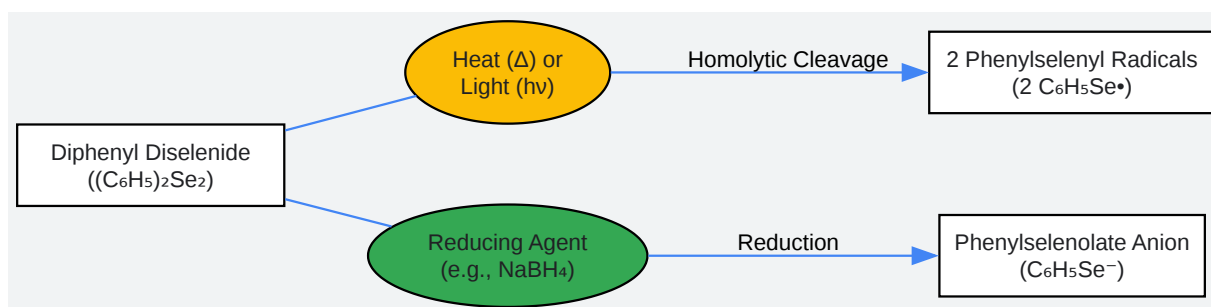 Heat (Δ) or
Light (hν)
Homolytic Cleavage
2 Phenylselenyl Radicals
(2 C₆H₅Se•)
Diphenyl Diselenide
((C₆H₅)₂Se₂)
Reducing Agent
(e.g., NaBH₄)
Reduction
Phenylselenolate Anion
(C₆H₅Se⁻)